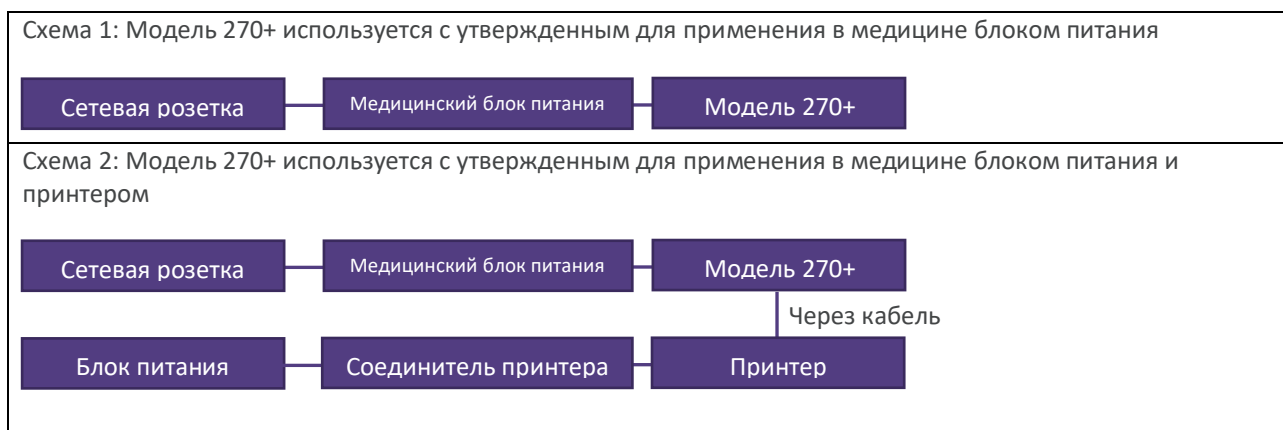 Схема 1: Модель 270+ используется с утвержденным для применения в медицине блоком питания
Сетевая розетка
Медицинский блок питания
Модель 270+
Схема 2: Модель 270+ используется с утвержденным для применения в медицине блоком питания и
принтером
Сетевая розетка
Медицинский блок питания
Модель 270+
Через кабель
Блок питания
Соединитель принтера
Принтер